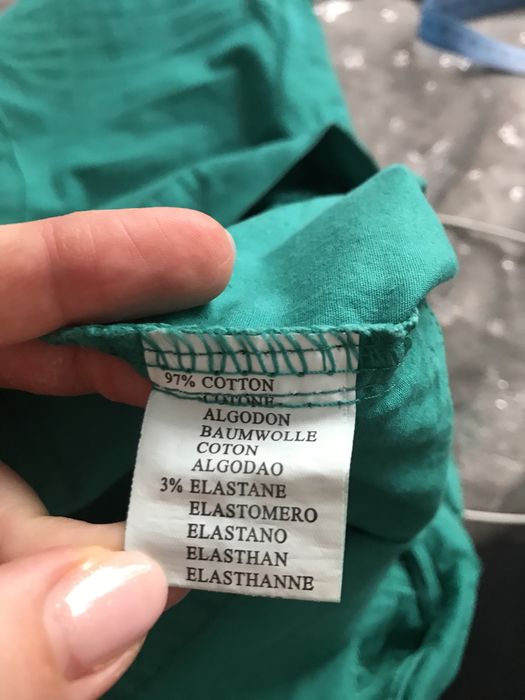 97% COTTON
COTONE
ALGODON
BAUMWOLLE
COTON
ALGODAO
3% ELASTANE
ELASTOMERO
ELASTANO
ELASTHAN
ELASTHANNE